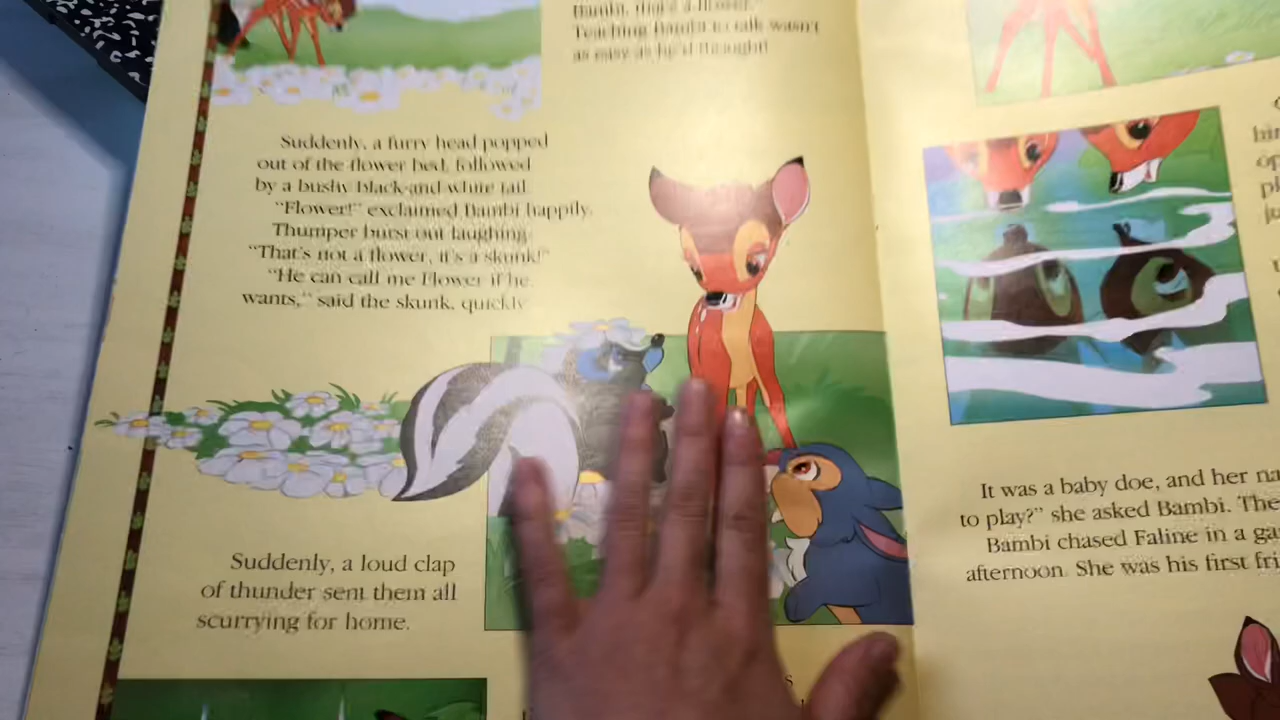 Bambi, that's a flower."
Teaching Bambi to talk wasn't
as easy as he'd thought!
Suddenly, a furry head popped
out of the flower bed, followed
by a bushy black-and-white tail.
"Flower!" exclaimed Bambi happily.
Thumper burst out laughing.
"That's not a flower, it's a skunk!"
"He can call me Flower if he
wants," said the skunk, quickly
Suddenly, a loud clap
of thunder sent them all
scurrying for home.
It was a baby doe, and her
to play?" she asked Bambi.
Bambi chased Faline in a
afternoon. She was his first